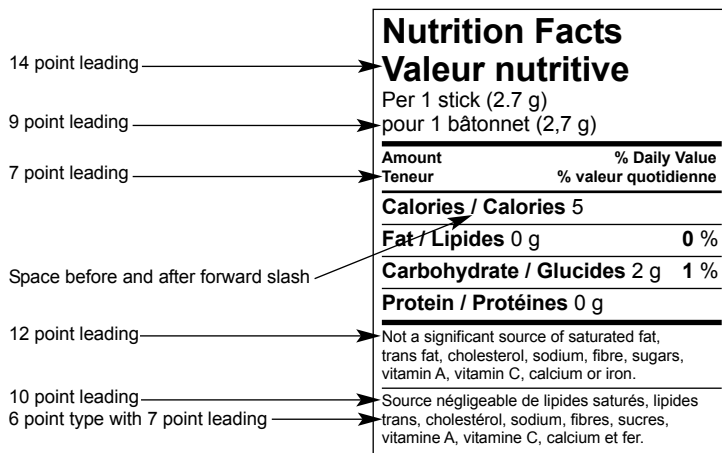 Nutrition Facts
14 point leading
Valeur nutritive
Per 1 stick (2.7 g)
9 point leading
pour 1 bâtonnet (2,7 g)
Amount % Daily Value
7 point leading
Teneur % valeur quotidienne
Calories / Calories 5
Fat / Lipides 0 g 0 %
Space before and after forward slash
Carbohydrate / Glucides 2 g 1 %
Protein / Protéines 0 g
12 point leading
Not a significant source of saturated fat,
trans fat, cholesterol, sodium, fibre, sugars,
vitamin A, vitamin C, calcium or iron.
10 point leading
Source négligeable de lipides saturés, lipides
6 point type with 7 point leading
trans, cholestérol, sodium, fibres, sucres,
vitamine A, vitamine C, calcium et fer.